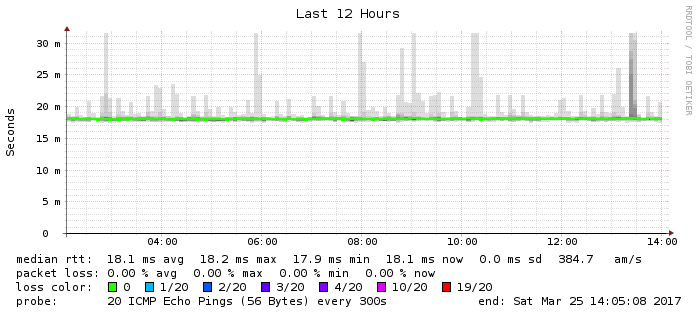 Last 12 Hours
RRDTOOL / TOBI OETIKER
Seconds
30 m
25 m
20 m
15 m
10 m
5 m
0
04:00 06:00 08:00 10:00 12:00 14:00
median rtt: 18.1 ms avg 18.2 ms max 17.9 ms min 18.1 ms now 0.0 ms sd 384.7 am/s
packet loss: 0.00 % avg 0.00 % max 0.00 % min 0.00 % now
loss color: 0 1/20 2/20 3/20 4/20 10/20 19/20
probe: 20 ICMP Echo Pings (56 Bytes) every 300s end: Sat Mar 25 14:05:08 2017